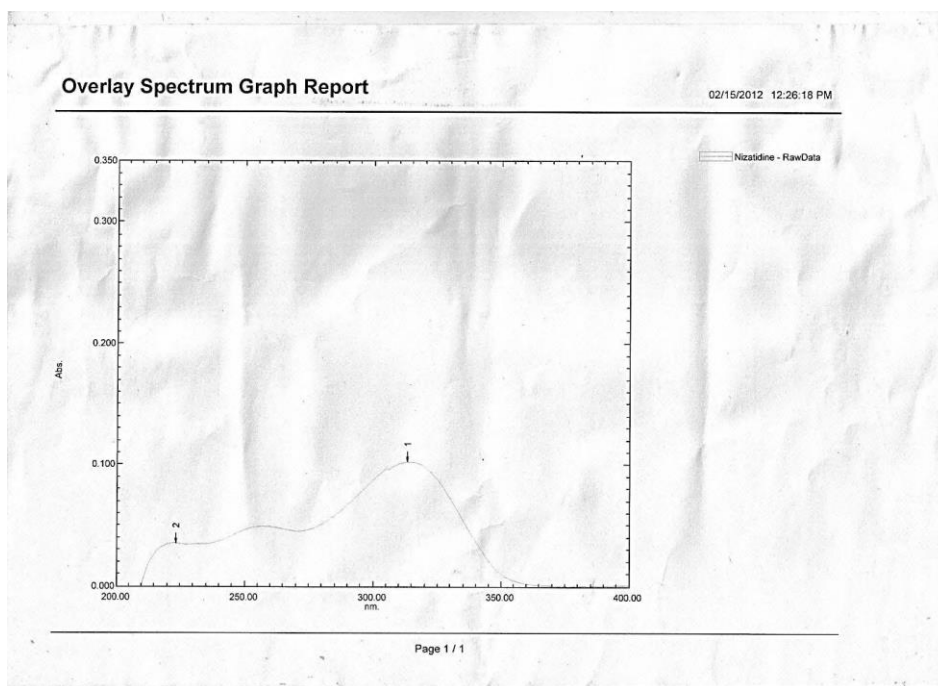 Overlay Spectrum Graph Report
02/15/2012 12:26:18 PM
Nizatidine - RawData
0.350
0.300
0.200
Abs.
0.100
0.000
1
2
200.00 250.00 300.00 350.00 400.00
nm.
Page 1 / 1